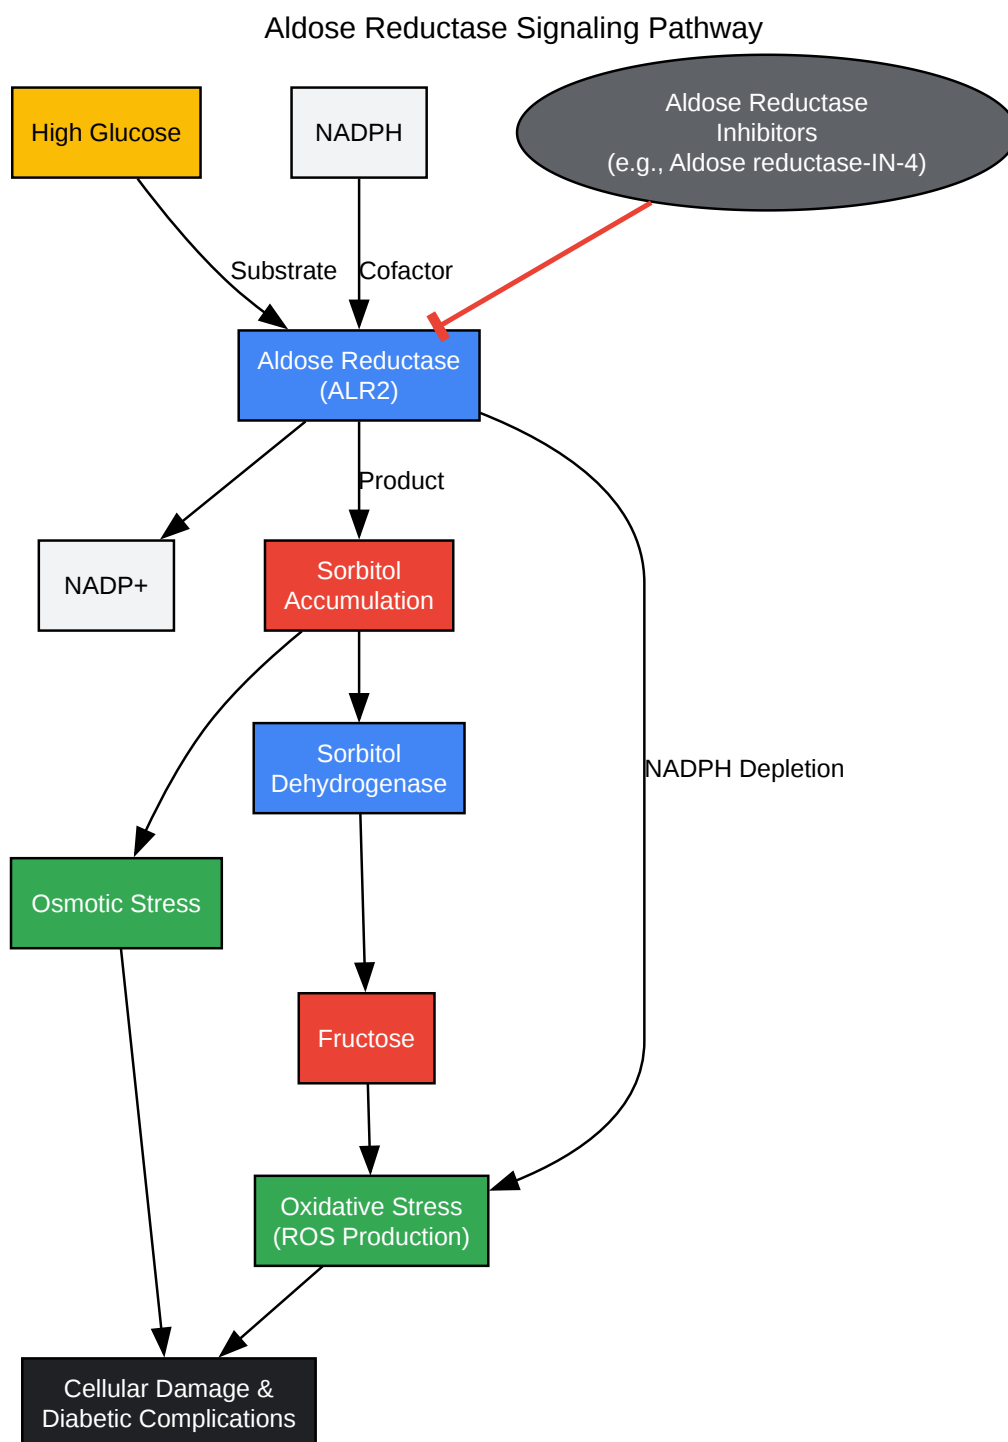 Aldose Reductase Signaling Pathway
High Glucose
NADPH
Aldose Reductase
Inhibitors
(e.g., Aldose reductase-IN-4)
Substrate
Cofactor
Aldose Reductase
(ALR2)
Product
NADP+
Sorbitol
Accumulation
Sorbitol
Dehydrogenase
NADPH Depletion
Osmotic Stress
Fructose
Oxidative Stress
(ROS Production)
Cellular Damage &
Diabetic Complications